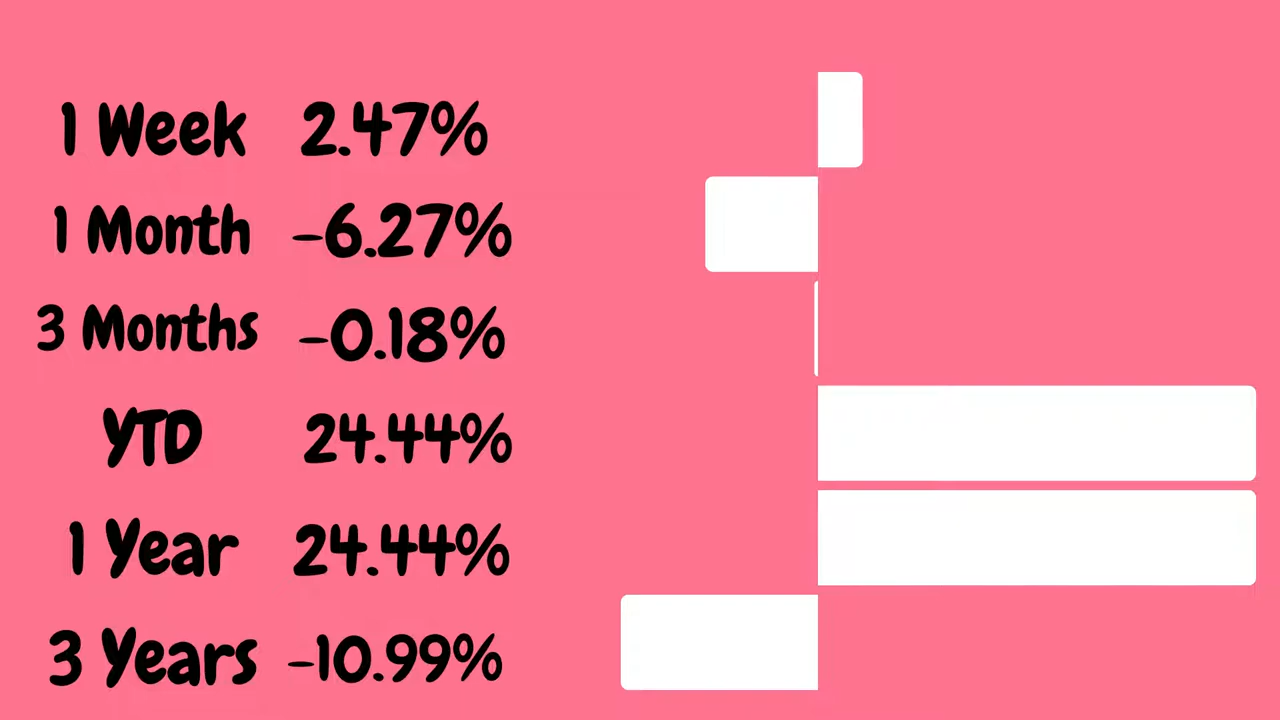 1 Week 2.47%
1 Month -6.27%
3 Months -0.18%
YTD 24.44%
1 Year 24.44%
3 Years -10.99%